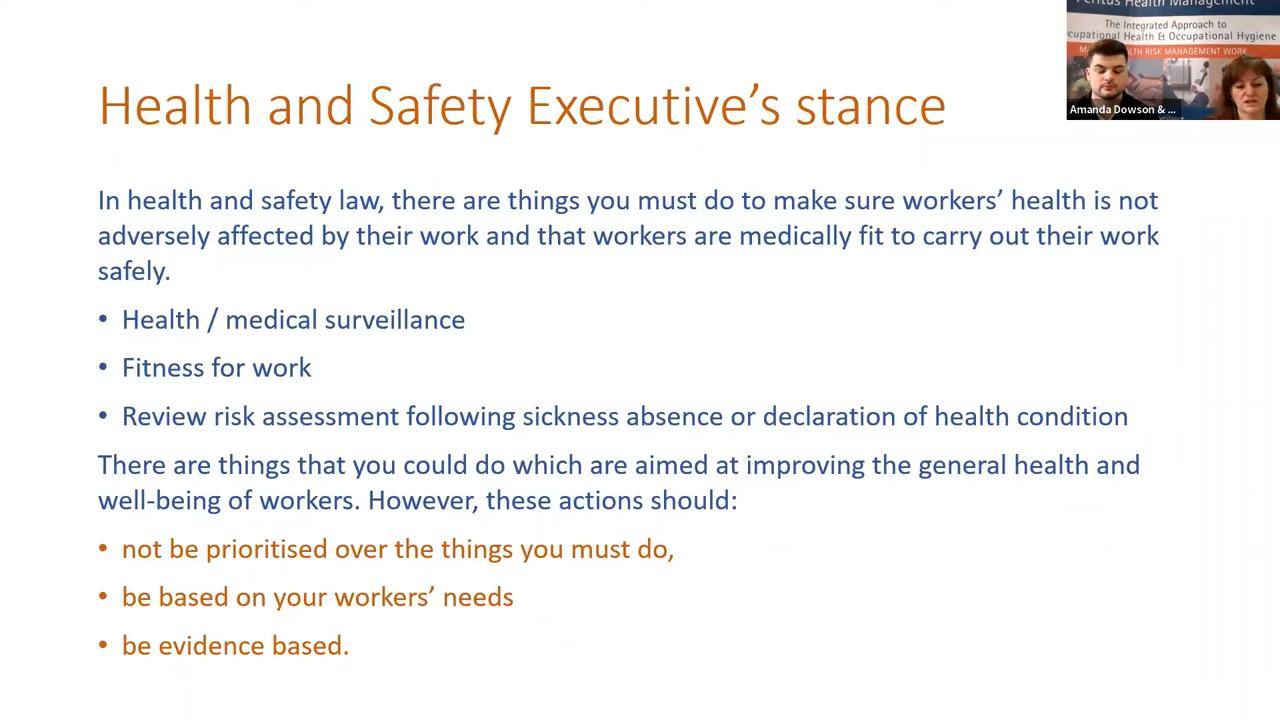 Health and Safety Executive's stance
In health and safety law, there are things you must do to make sure workers' health is not
adversely affected by their work and that workers are medically fit to carry out their work
safely.
• Health / medical surveillance
• Fitness for work
• Review risk assessment following sickness absence or declaration of health condition
There are things that you could do which are aimed at improving the general health and
well-being of workers. However, these actions should:
• not be prioritised over the things you must do,
• be based on your workers' needs
• be evidence based.
Health Management
The Integrated Approach to
Occupational Health & Occupational Hygiene
RISK MANAGEMENT WORK
Amanda Dowson & ...